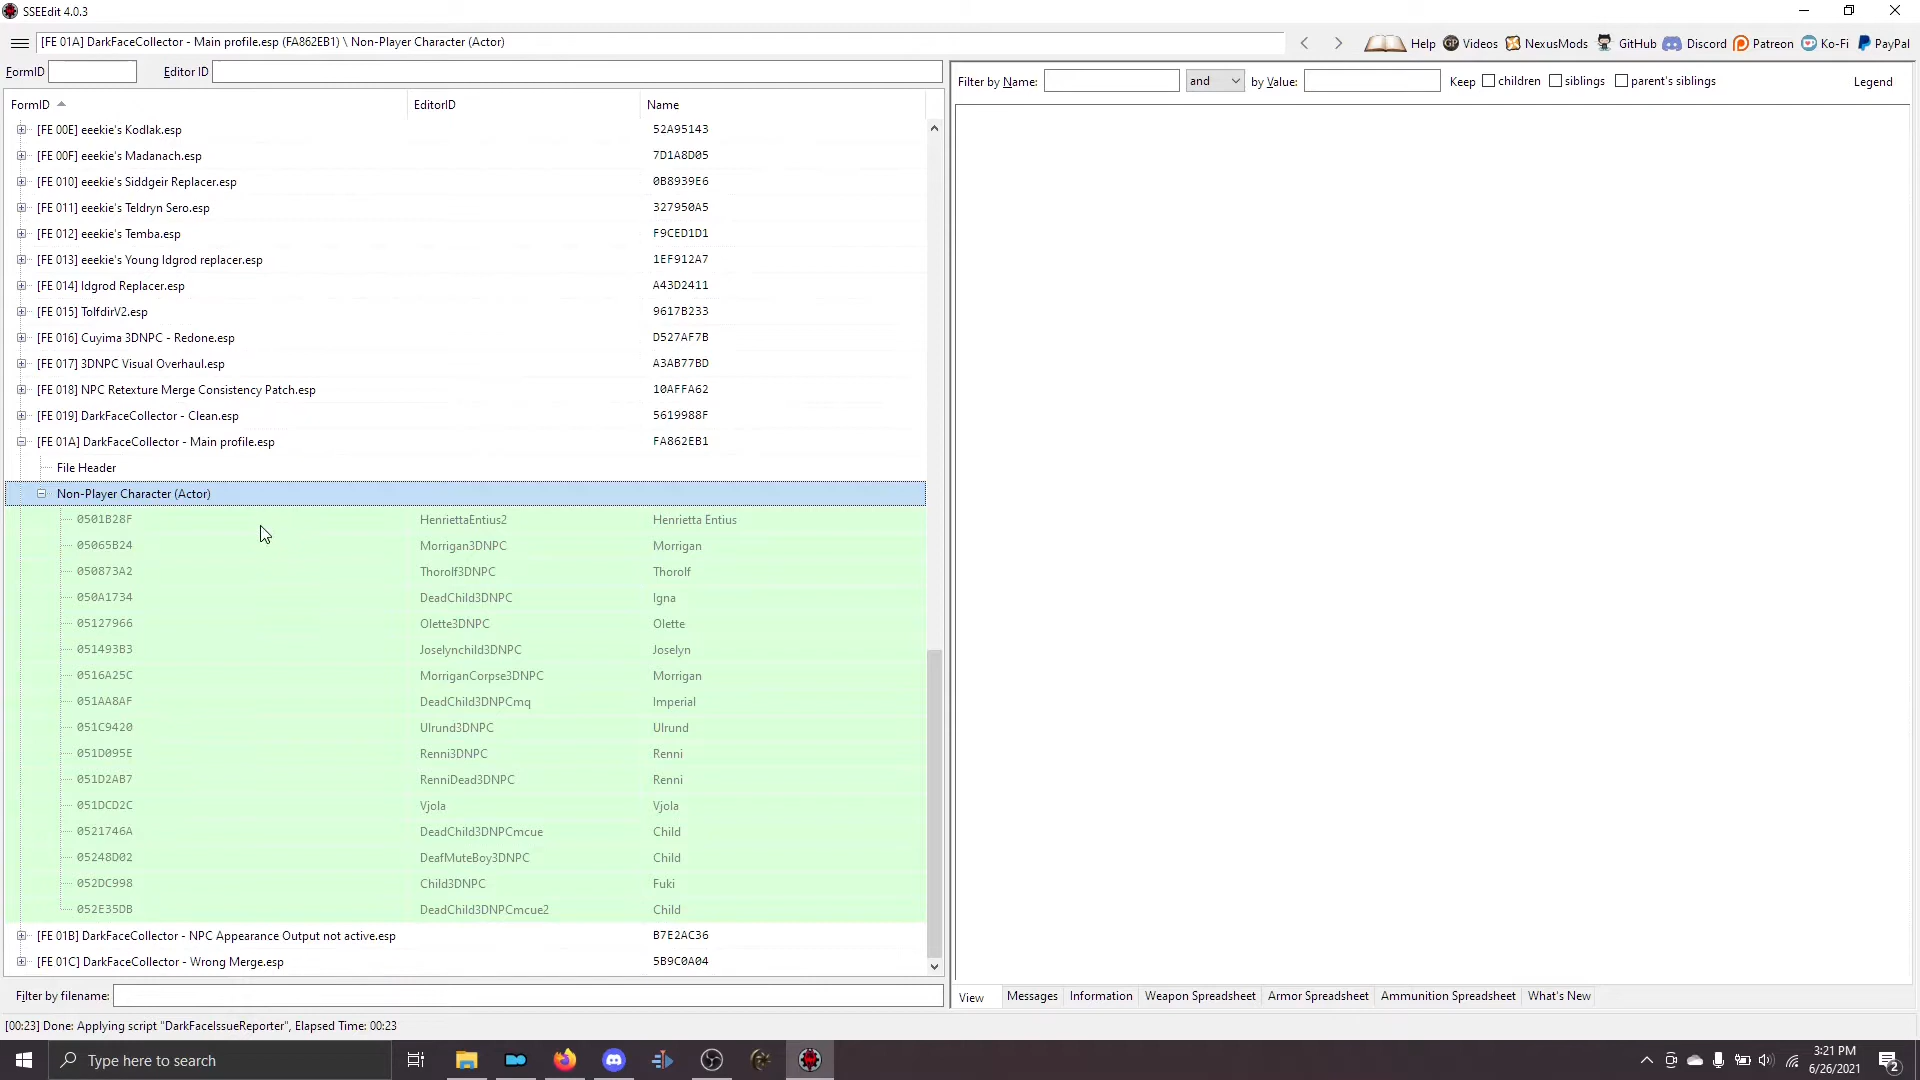 SSEEdit 4.0.3
[FE 01A] DarkFaceCollector - Main profile.esp (FA862EB1) \ Non-Player Character (Actor)
Help Videos NexusMods GitHub Discord Patreon Ko-Fi PayPal
FormID Editor ID
Filter by Name: and by Value: Keep children siblings parent's siblings Legend
FormID EditorID Name
[FE 00E] eeekie's Kodlak.esp 52A95143
[FE 00F] eeekie's Madanach.esp 7D1A8D05
[FE 010] eeekie's Siddgeir Replacer.esp 0B8939E6
[FE 011] eeekie's Teldryn Sero.esp 327950A5
[FE 012] eeekie's Temba.esp F9CED1D1
[FE 013] eeekie's Young Idgrod replacer.esp 1EF912A7
[FE 014] Idgrod Replacer.esp A43D2411
[FE 015] TolfdirV2.esp 9617B233
[FE 016] Cuyima 3DNPC - Redone.esp D527AF7B
[FE 017] 3DNPC Visual Overhaul.esp A3AB77BD
[FE 018] NPC Retexture Merge Consistency Patch.esp 10AFFA62
[FE 019] DarkFaceCollector - Clean.esp 5619988F
[FE 01A] DarkFaceCollector - Main profile.esp FA862EB1
File Header
Non-Player Character (Actor)
0501B28F HenriettaEntius2 Henrietta Entius
05065B24 Morrigan3DNPC Morrigan
050873A2 Thorolf3DNPC Thorolf
050A1734 DeadChild3DNPC Igna
05127966 Olette3DNPC Olette
051493B3 Joselynchild3DNPC Joselyn
0516A25C MorriganCorpse3DNPC Morrigan
051AA8AF DeadChild3DNPCmq Imperial
051C9420 Ulrund3DNPC Ulrund
051D095E Renni3DNPC Renni
051D2AB7 RenniDead3DNPC Renni
051DCD2C Vjola Vjola
0521746A DeadChild3DNPCmcue Child
05248D02 DeafMuteBoy3DNPC Child
052DC998 Child3DNPC Fuki
052E35DB DeadChild3DNPCmcue2 Child
[FE 01B] DarkFaceCollector - NPC Appearance Output not active.esp B7E2AC36
[FE 01C] DarkFaceCollector - Wrong Merge.esp 5B9C0A04
Filter by filename:
View Messages Information Weapon Spreadsheet Armor Spreadsheet Ammunition Spreadsheet What's New
[00:23] Done: Applying script "DarkFaceIssueReporter", Elapsed Time: 00:23
Type here to search
3:21 PM
6/26/2021
2